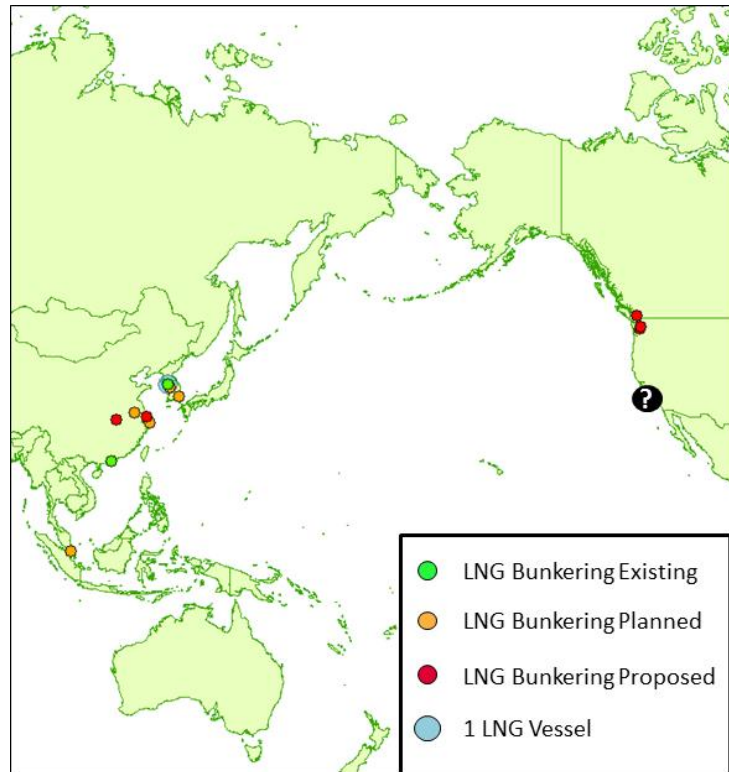 ?
LNG Bunkering Existing
LNG Bunkering Planned
LNG Bunkering Proposed
1 LNG Vessel